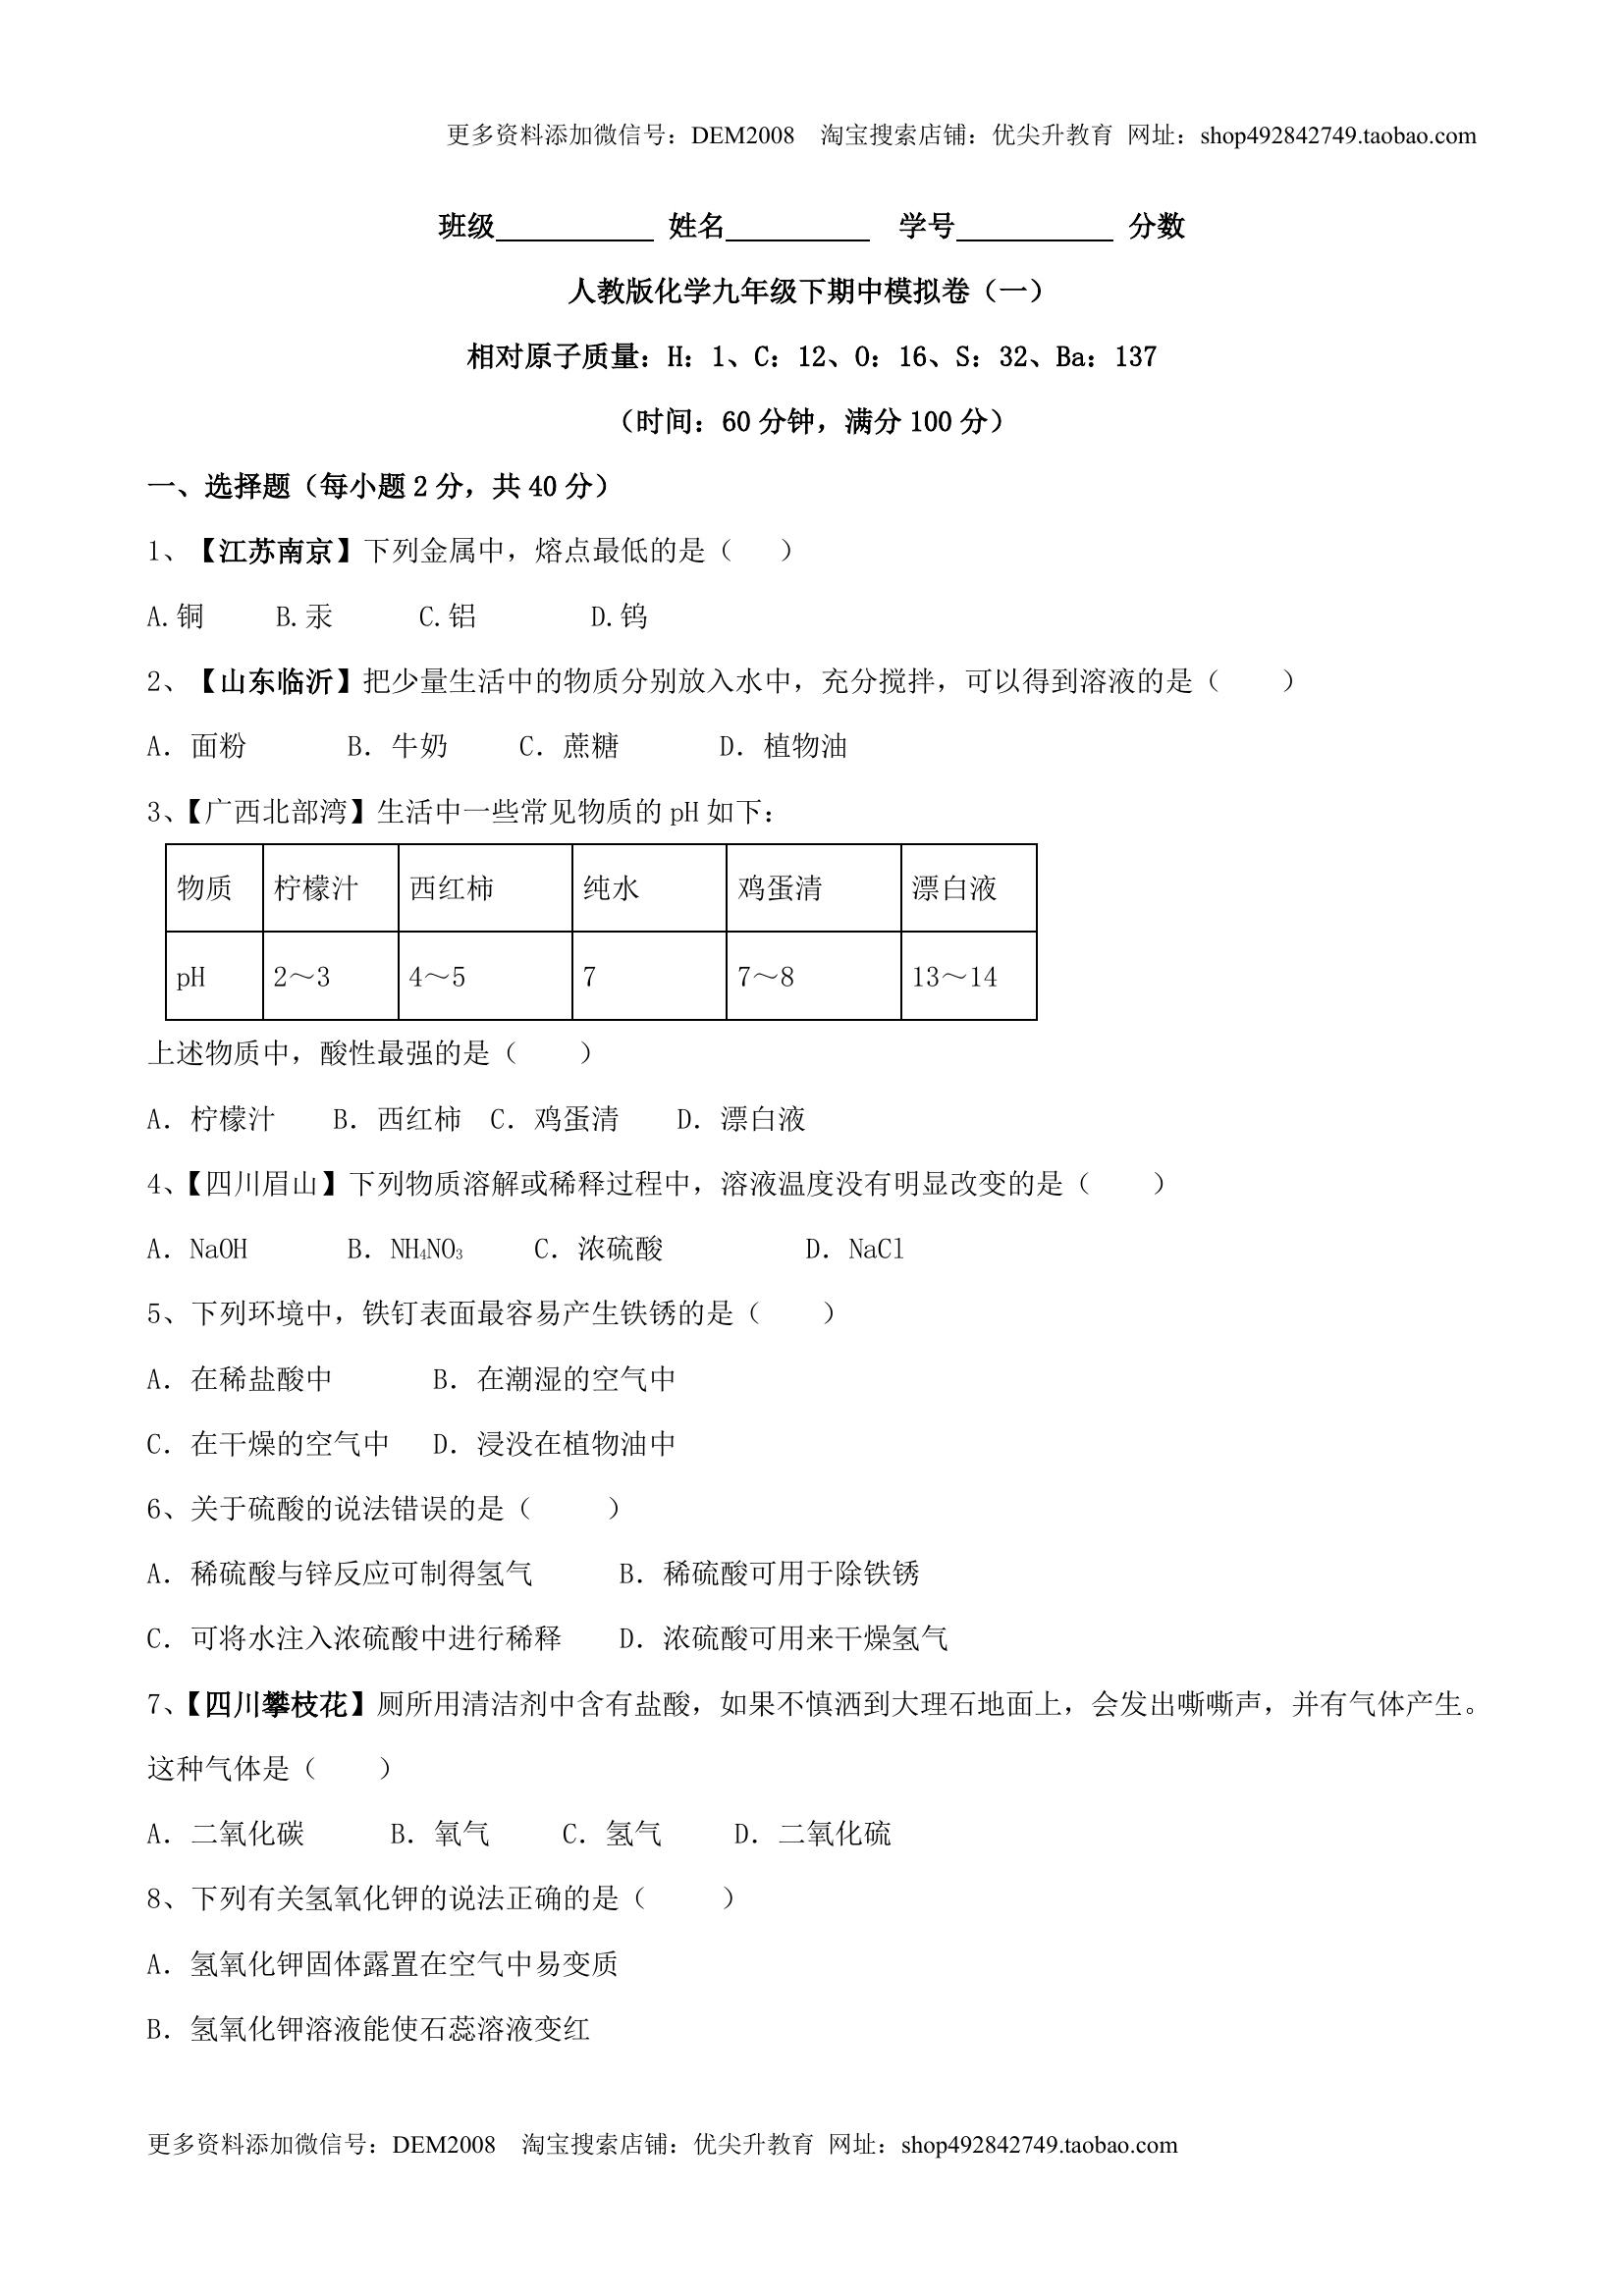 更多资料添加微信号：DEM2008 淘宝搜索店铺：优尖升教育 网址：shop492842749.taobao.com
班级 姓名 学号 分数
人教版化学九年级下期中模拟卷（一）
相对原子质量：H：1、C：12、O：16、S：32、Ba：137
（时间：60 分钟，满分 100 分）
一、选择题（每小题 2 分，共 40 分）
1、【江苏南京】下列金属中，熔点最低的是（ ）
A.铜 B.汞 C.铝 D.钨
2、【山东临沂】把少量生活中的物质分别放入水中，充分搅拌，可以得到溶液的是（ ）
A．面粉 B．牛奶 C．蔗糖 D．植物油
3、【广西北部湾】生活中一些常见物质的 pH 如下：
物质 柠檬汁 西红柿 纯水 鸡蛋清 漂白液
pH 2～3 4～5 7 7～8 13～14
上述物质中，酸性最强的是（ ）
A．柠檬汁 B．西红柿 C．鸡蛋清 D．漂白液
4、【四川眉山】下列物质溶解或稀释过程中，溶液温度没有明显改变的是（ ）
A．NaOH B．NH₄NO₃ C．浓硫酸 D．NaCl
5、下列环境中，铁钉表面最容易产生铁锈的是（ ）
A．在稀盐酸中 B．在潮湿的空气中
C．在干燥的空气中 D．浸没在植物油中
6、关于硫酸的说法错误的是（ ）
A．稀硫酸与锌反应可制得氢气 B．稀硫酸可用于除铁锈
C．可将水注入浓硫酸中进行稀释 D．浓硫酸可用来干燥氢气
7、【四川攀枝花】厕所用清洁剂中含有盐酸，如果不慎洒到大理石地面上，会发出嘶嘶声，并有气体产生。
这种气体是（ ）
A．二氧化碳 B．氧气 C．氢气 D．二氧化硫
8、下列有关氢氧化钾的说法正确的是（ ）
A．氢氧化钾固体露置在空气中易变质
B．氢氧化钾溶液能使石蕊溶液变红
更多资料添加微信号：DEM2008 淘宝搜索店铺：优尖升教育 网址：shop492842749.taobao.com